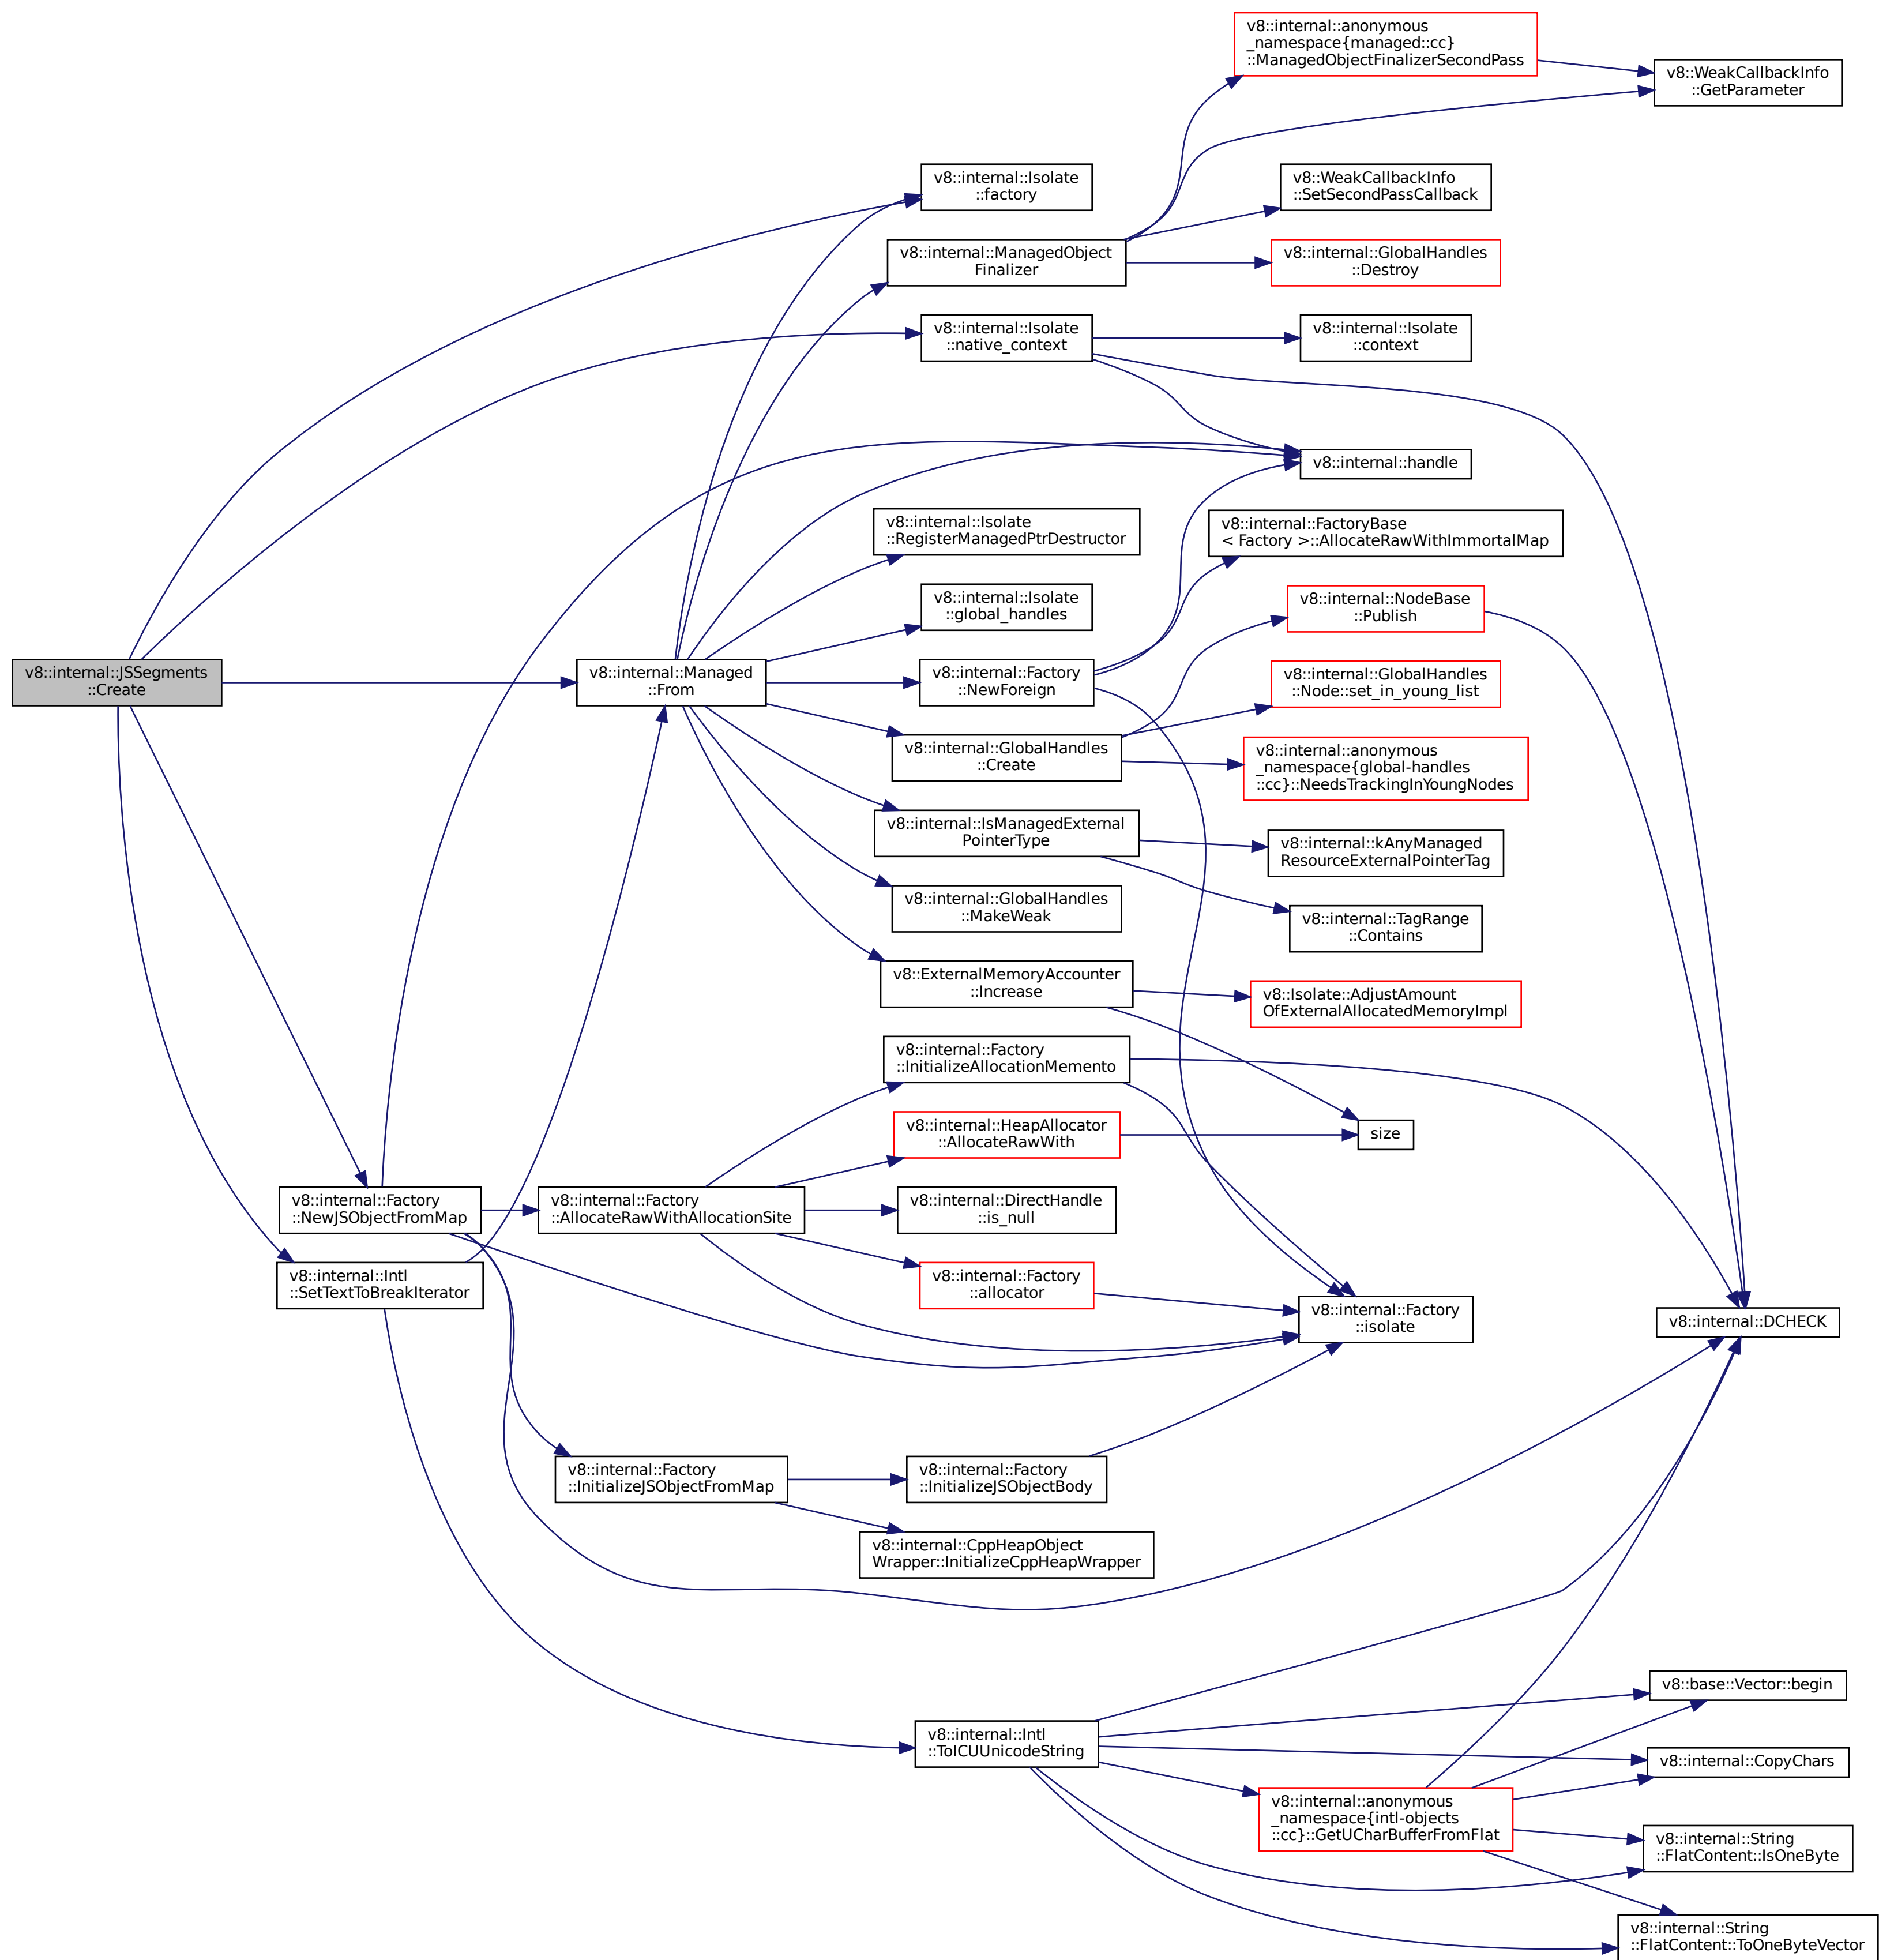 v8::internal::anonymous
_namespace{managed::cc}
::ManagedObjectFinalizerSecondPass
v8::WeakCallbackInfo
::GetParameter
v8::internal::Isolate
::factory
v8::WeakCallbackInfo
::SetSecondPassCallback
v8::internal::ManagedObject
Finalizer
v8::internal::GlobalHandles
::Destroy
v8::internal::Isolate
::native_context
v8::internal::Isolate
::context
v8::internal::handle
v8::internal::Isolate
::RegisterManagedPtrDestructor
v8::internal::FactoryBase
< Factory >::AllocateRawWithImmortalMap
v8::internal::Isolate
::global_handles
v8::internal::NodeBase
::Publish
v8::internal::JSSegments
::Create
v8::internal::Managed
::From
v8::internal::Factory
::NewForeign
v8::internal::GlobalHandles
::Node::set_in_young_list
v8::internal::GlobalHandles
::Create
v8::internal::anonymous
_namespace{global-handles
::cc}::NeedsTrackingInYoungNodes
v8::internal::IsManagedExternal
PointerType
v8::internal::kAnyManaged
ResourceExternalPointerTag
v8::internal::GlobalHandles
::MakeWeak
v8::internal::TagRange
::Contains
v8::ExternalMemoryAccounter
::Increase
v8::Isolate::AdjustAmount
OfExternalAllocatedMemoryImpl
v8::internal::Factory
::InitializeAllocationMemento
v8::internal::HeapAllocator
::AllocateRawWith
size
v8::internal::Factory
::NewJSObjectFromMap
v8::internal::Factory
::AllocateRawWithAllocationSite
v8::internal::DirectHandle
::is_null
v8::internal::Intl
::SetTextToBreakIterator
v8::internal::Factory
::allocator
v8::internal::Factory
::isolate
v8::internal::DCHECK
v8::internal::Factory
::InitializeJSObjectFromMap
v8::internal::Factory
::InitializeJSObjectBody
v8::internal::CppHeapObject
Wrapper::InitializeCppHeapWrapper
v8::base::Vector::begin
v8::internal::Intl
::ToICUUnicodeString
v8::internal::CopyChars
v8::internal::anonymous
_namespace{intl-objects
::cc}::GetUCharBufferFromFlat
v8::internal::String
::FlatContent::IsOneByte
v8::internal::String
::FlatContent::ToOneByteVector